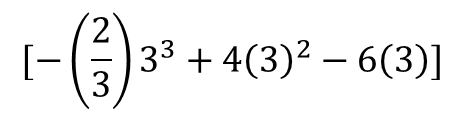 [−(2/3)3³ + 4(3)² − 6(3)]